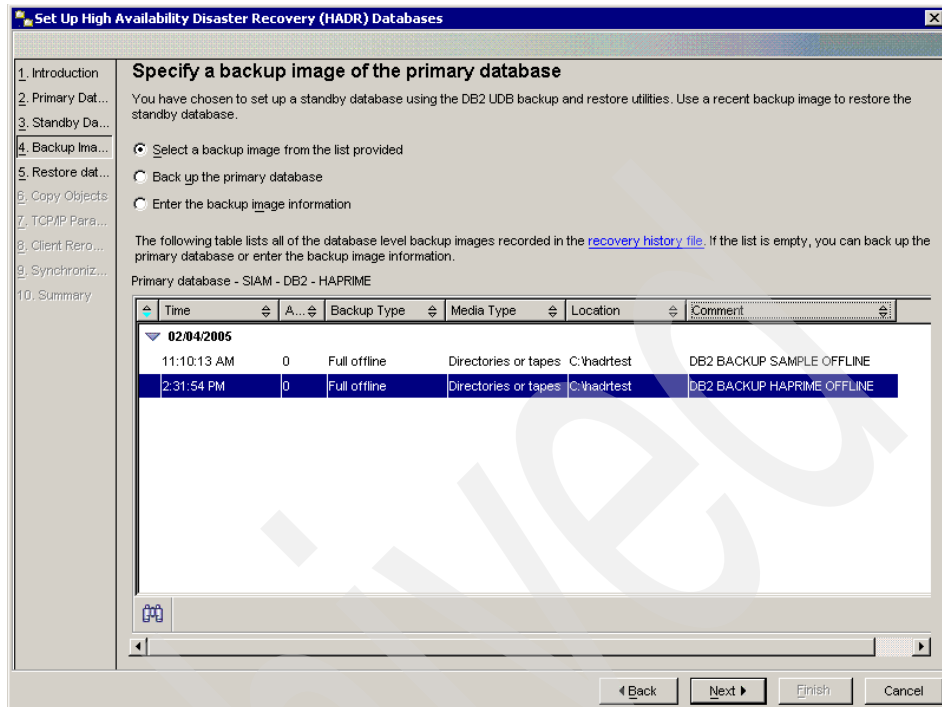 Set Up High Availability Disaster Recovery (HADR) Databases
1. Introduction
2. Primary Dat...
3. Standby Da...
4. Backup Ima...
5. Restore dat...
6. Copy Objects
7. TCP/IP Para...
8. Client Rero...
9. Synchroniz...
10. Summary
Specify a backup image of the primary database
You have chosen to set up a standby database using the DB2 UDB backup and restore utilities. Use a recent backup image to restore the
standby database.
Select a backup image from the list provided
Back up the primary database
Enter the backup image information
The following table lists all of the database level backup images recorded in the recovery history file. If the list is empty, you can back up the
primary database or enter the backup image information.
Primary database - SIAM - DB2 - HAPRIME
Time A... Backup Type Media Type Location Comment
02/04/2005
11:10:13 AM 0 Full offline Directories or tapes C:\hadrtest DB2 BACKUP SAMPLE OFFLINE
2:31:54 PM 0 Full offline Directories or tapes C:\hadrtest DB2 BACKUP HAPRIME OFFLINE
Back Next Finish Cancel